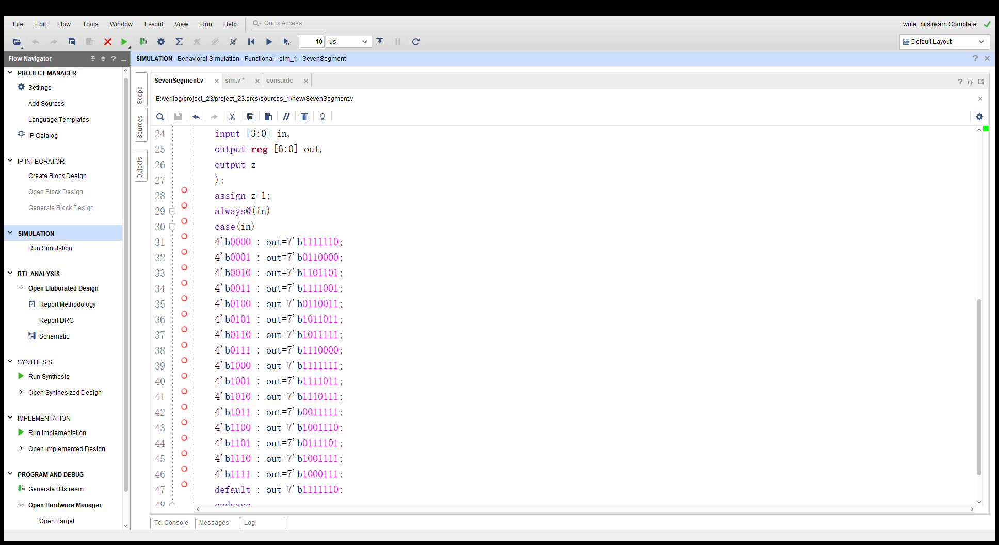 File Edit Flow Tools Window Layout View Run Help Quick Access
write_bitstream Complete
10 us
Default Layout
Flow Navigator
?
SIMULATION - Behavioral Simulation - Functional - sim_1 - SevenSegment
?
PROJECT MANAGER
Settings
Add Sources
Language Templates
IP Catalog
IP INTEGRATOR
Create Block Design
Open Block Design
Generate Block Design
SIMULATION
Run Simulation
RTL ANALYSIS
Open Elaborated Design
Report Methodology
Report DRC
Schematic
SYNTHESIS
Run Synthesis
Open Synthesized Design
IMPLEMENTATION
Run Implementation
Open Implemented Design
PROGRAM AND DEBUG
Generate Bitstream
Open Hardware Manager
Open Target
Scope
Sources
Objects
SevenSegment.v sim.v * cons.xdc
?
E:/verilog/project_23/project_23.srcs/sources_1/new/SevenSegment.v
24 input [3:0] in,
25 output reg [6:0] out,
26 output z
27 );
28 assign z=1;
29 always@(in)
30 case(in)
31 4'b0000 : out=7'b1111110;
32 4'b0001 : out=7'b0110000;
33 4'b0010 : out=7'b1101101;
34 4'b0011 : out=7'b1111001;
35 4'b0100 : out=7'b0110011;
36 4'b0101 : out=7'b1011011;
37 4'b0110 : out=7'b1011111;
38 4'b0111 : out=7'b1110000;
39 4'b1000 : out=7'b1111111;
40 4'b1001 : out=7'b1111011;
41 4'b1010 : out=7'b1110111;
42 4'b1011 : out=7'b0011111;
43 4'b1100 : out=7'b1001110;
44 4'b1101 : out=7'b0111101;
45 4'b1110 : out=7'b1001111;
46 4'b1111 : out=7'b1000111;
47 default : out=7'b1111110;
48 endcase
Tcl Console Messages Log